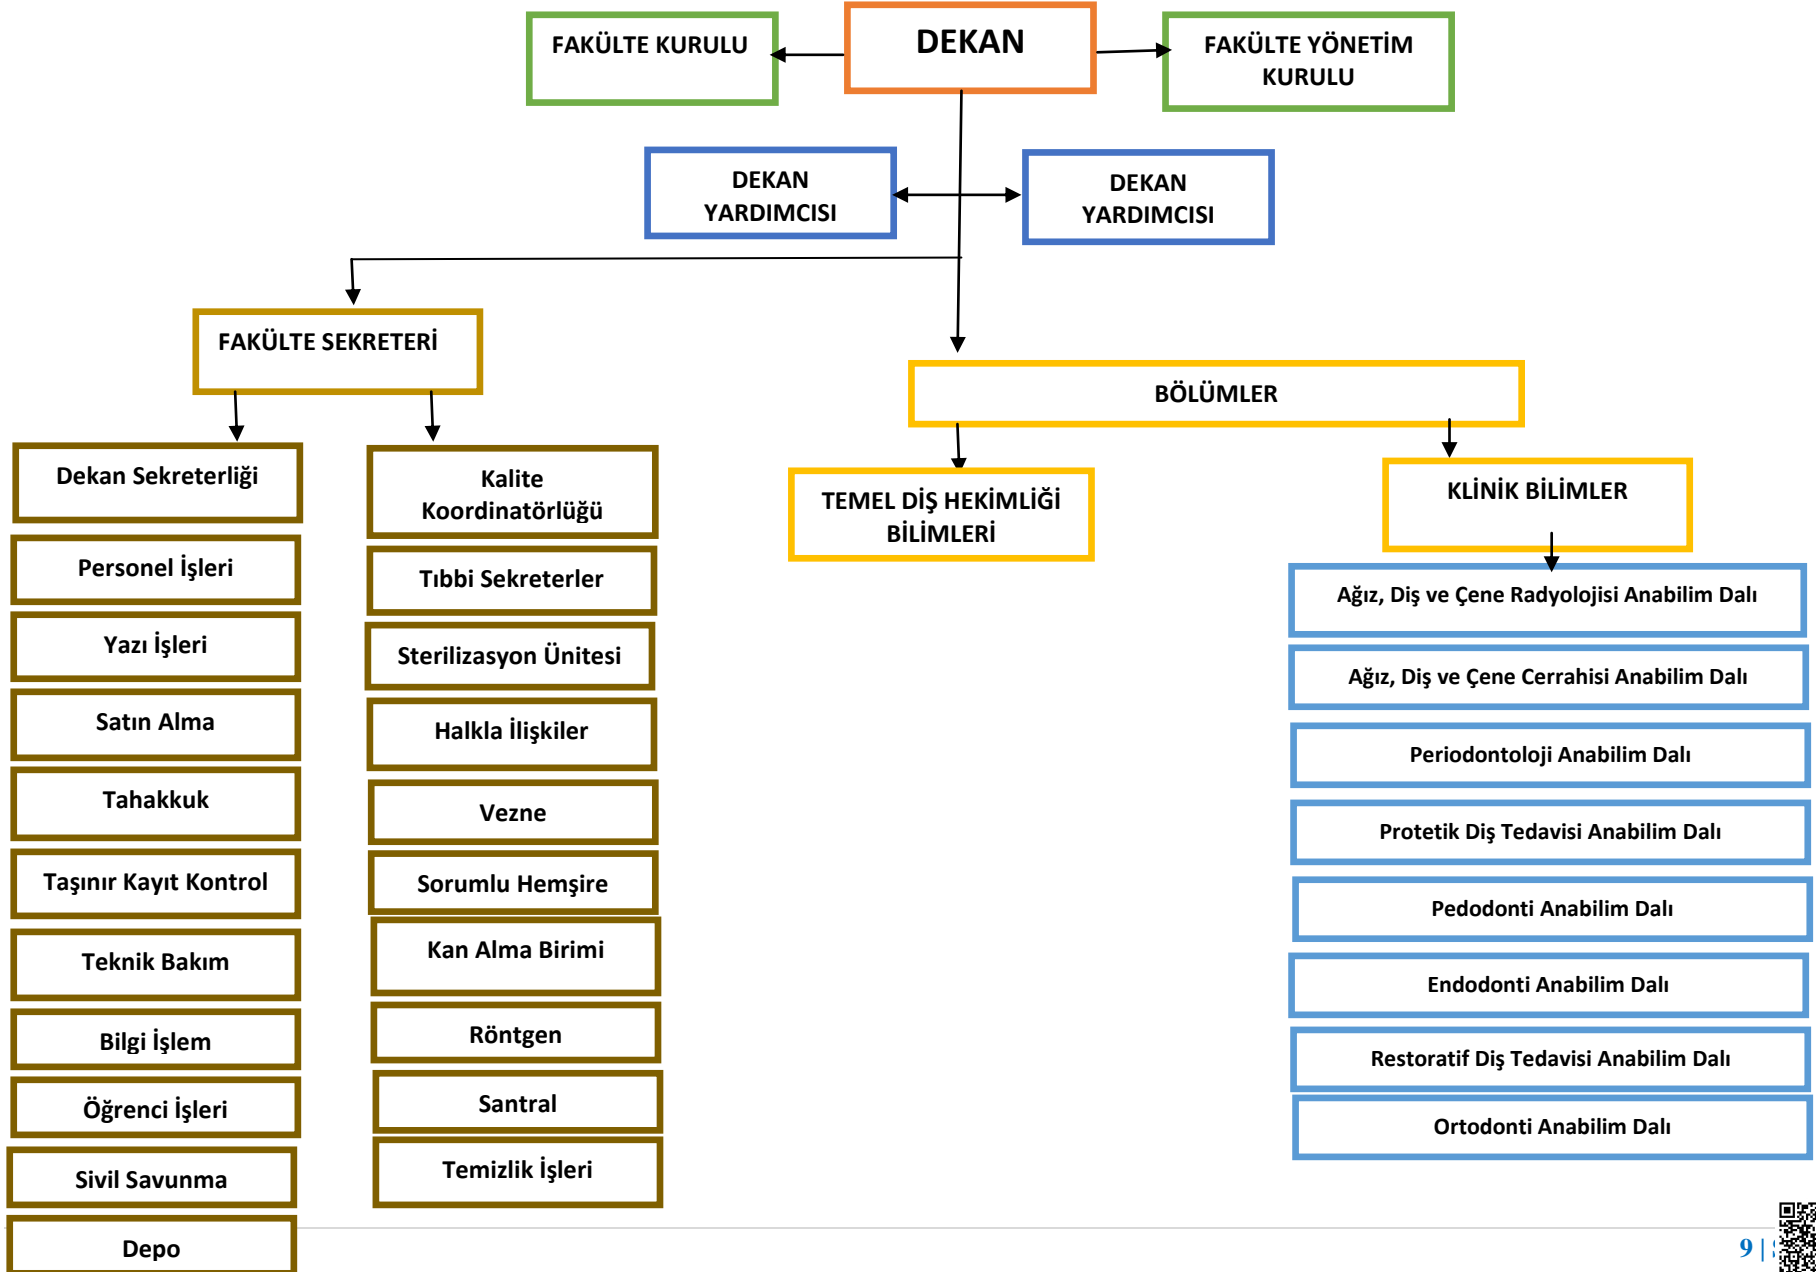 FAKÜLTE KURULU
DEKAN
FAKÜLTE YÖNETİM
KURULU
DEKAN
YARDIMCISI
DEKAN
YARDIMCISI
FAKÜLTE SEKRETERİ
BÖLÜMLER
Dekan Sekreterliği
Personel İşleri
Yazı İşleri
Satın Alma
Tahakkuk
Taşınır Kayıt Kontrol
Teknik Bakım
Bilgi İşlem
Öğrenci İşleri
Sivil Savunma
Depo
Kalite
Koordinatörlüğü
Tıbbi Sekreterler
Sterilizasyon Ünitesi
Halkla İlişkiler
Vezne
Sorumlu Hemşire
Kan Alma Birimi
Röntgen
Santral
Temizlik İşleri
TEMEL DİŞ HEKİMLİĞİ
BİLİMLERİ
KLİNİK BİLİMLER
Ağız, Diş ve Çene Radyolojisi Anabilim Dalı
Ağız, Diş ve Çene Cerrahisi Anabilim Dalı
Periodontoloji Anabilim Dalı
Protetik Diş Tedavisi Anabilim Dalı
Pedodonti Anabilim Dalı
Endodonti Anabilim Dalı
Restoratif Diş Tedavisi Anabilim Dalı
Ortodonti Anabilim Dalı
9 |